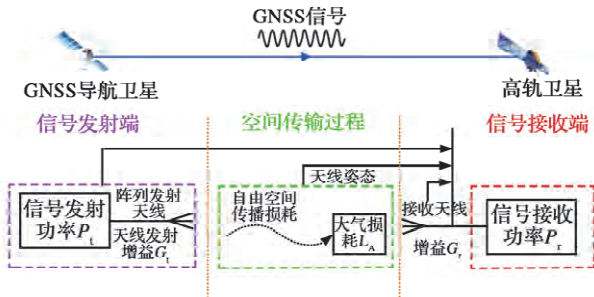 GNSS信号
GNSS导航卫星
高轨卫星
信号发射端
空间传输过程
信号接收端
天线姿态
阵列发射
天线
信号发射
功率Pt
天线发射
增益Gt
自由空间
传播损耗
大气损
耗LA
接收天线
增益Gr
信号接收
功率Pr